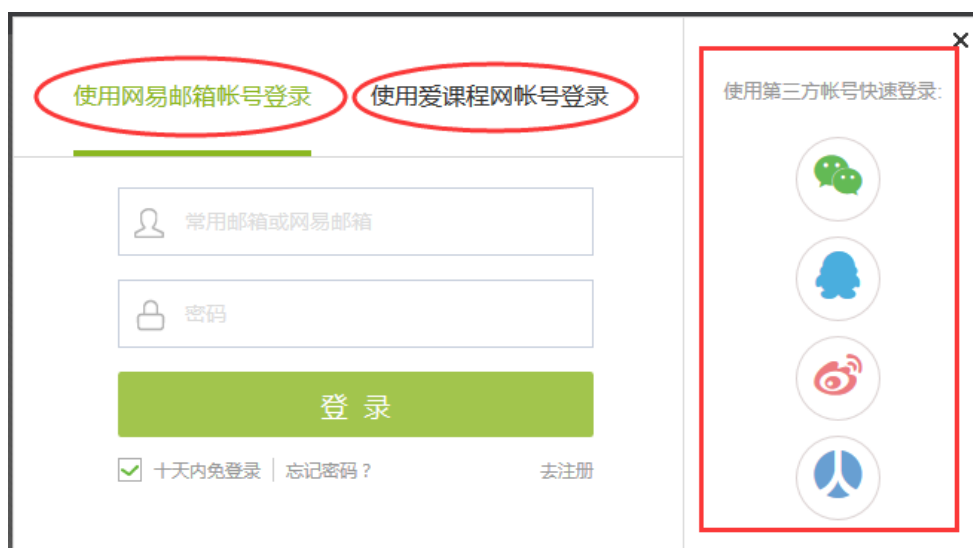 使用网易邮箱帐号登录
使用爱课程网帐号登录
常用邮箱或网易邮箱
密码
登 录
十天内免登录
忘记密码？
去注册
使用第三方帐号快速登录: